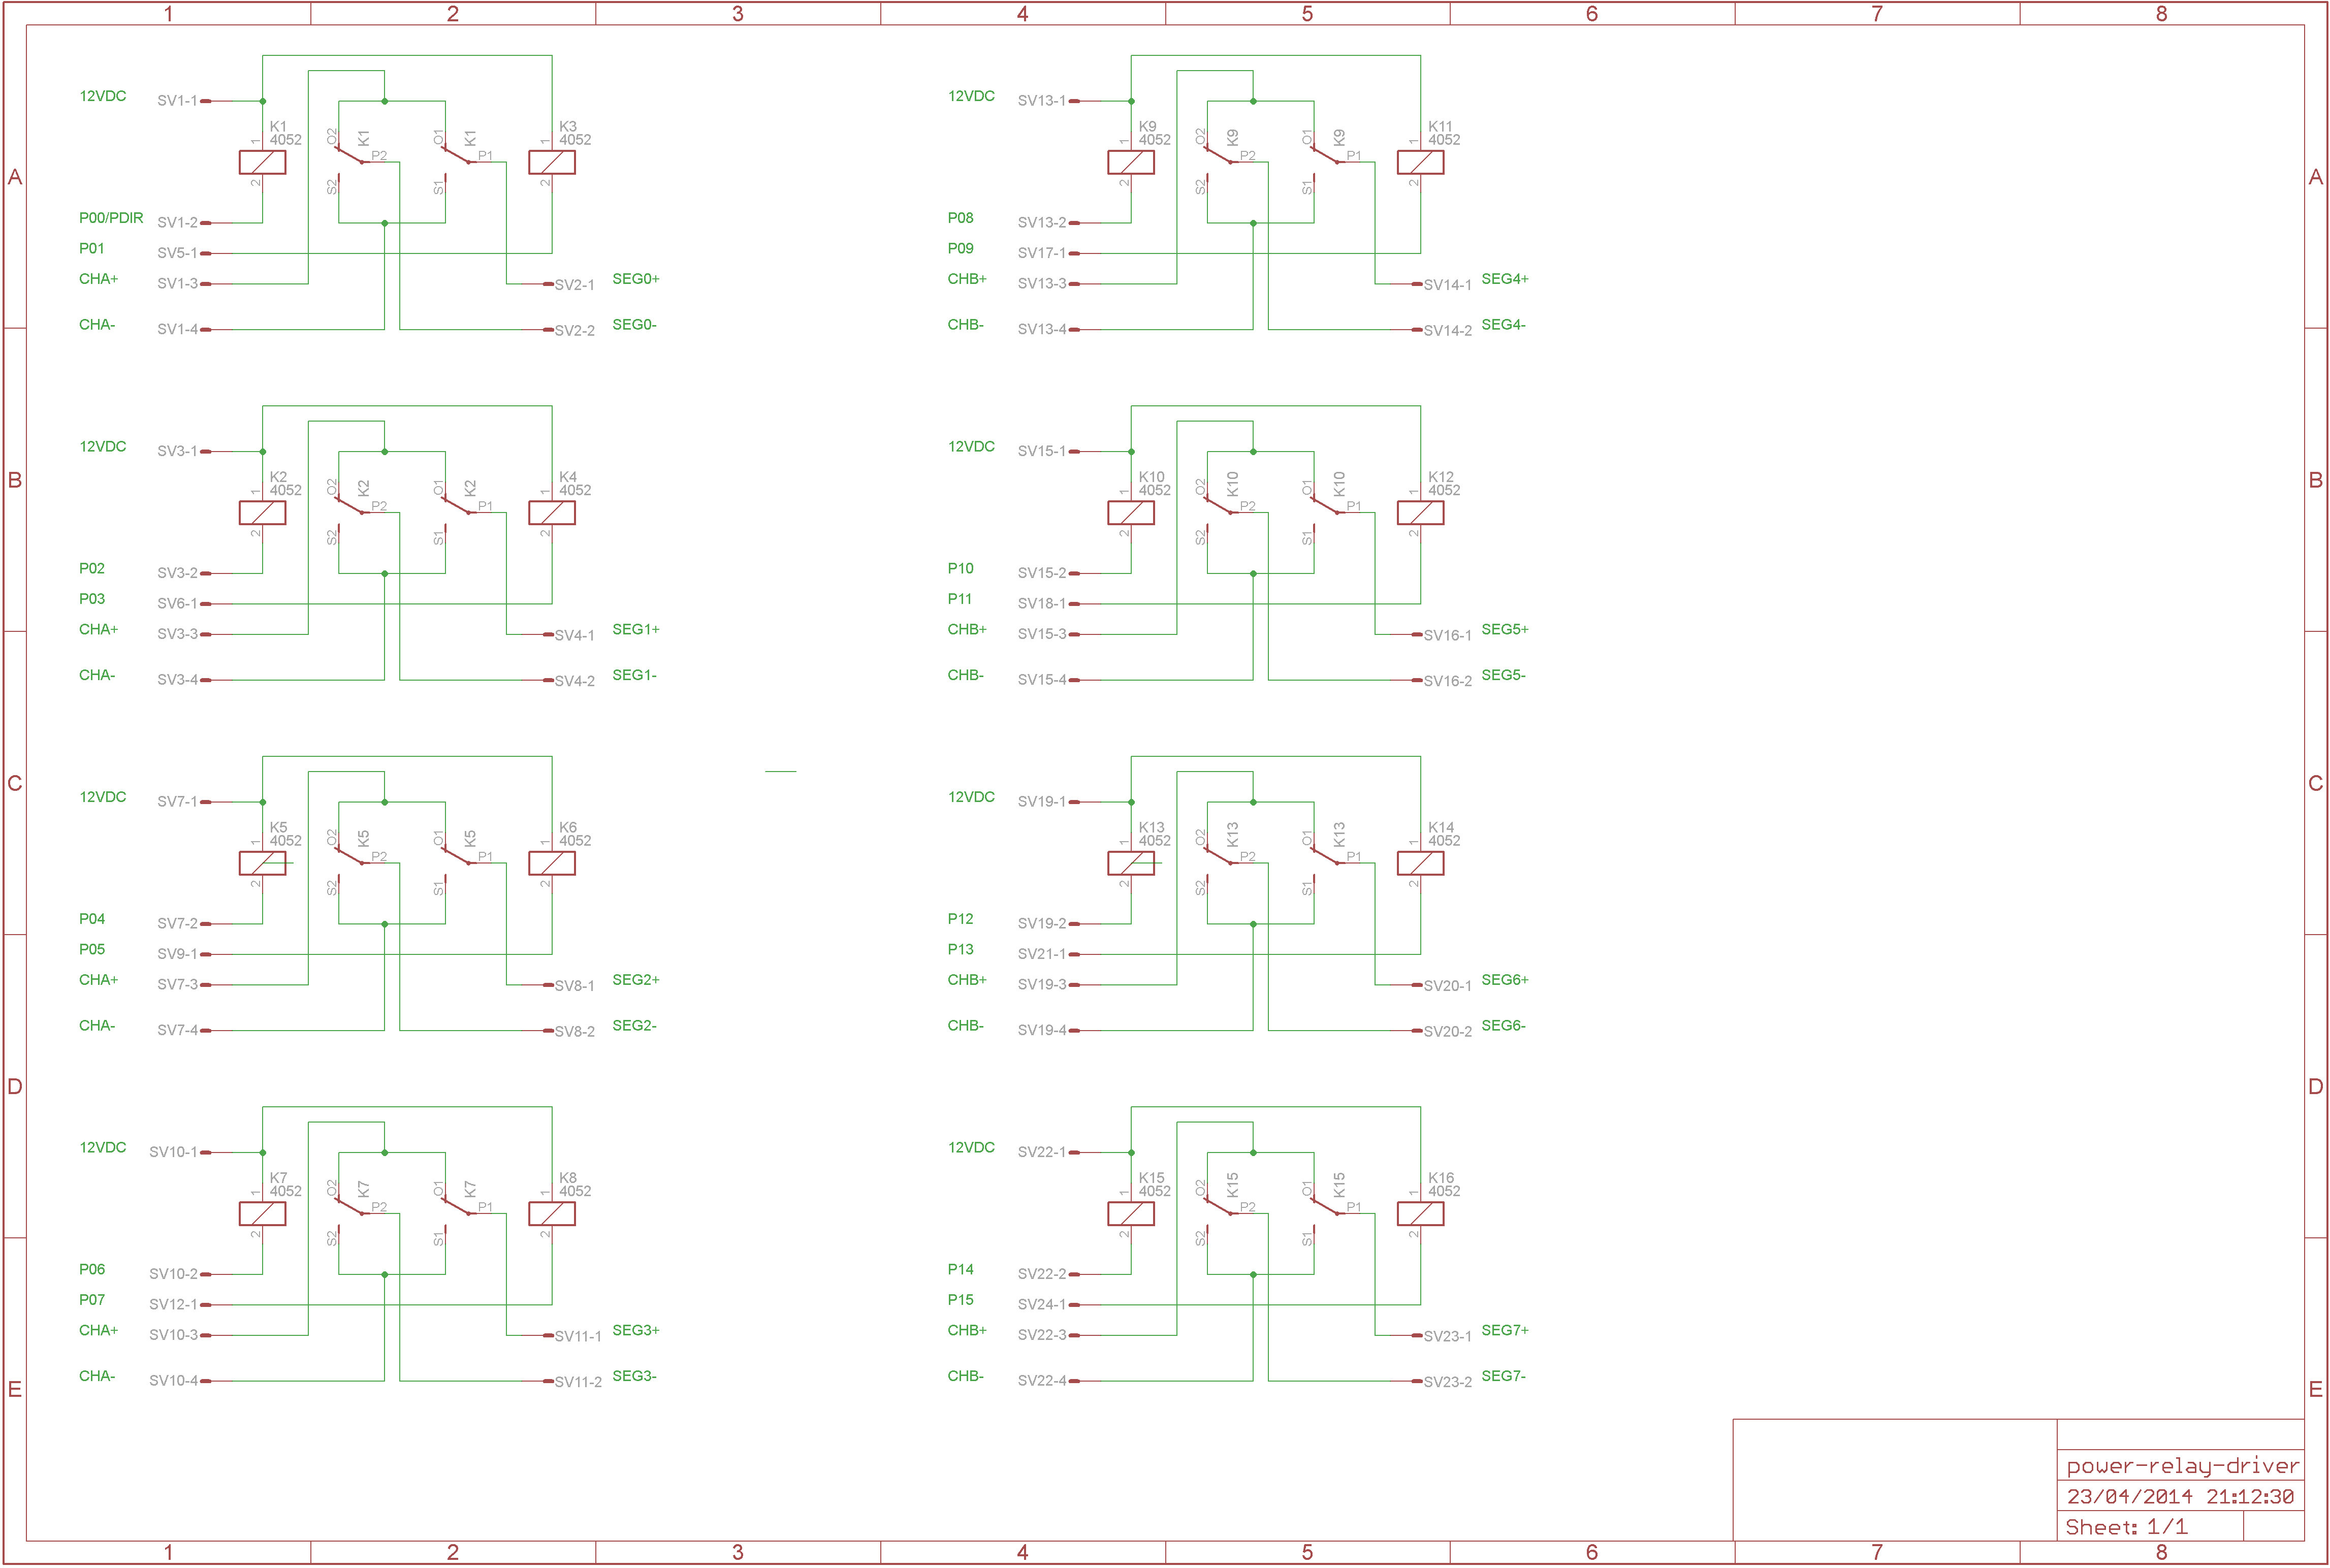 1 2 3 4 5 6 7 8
A A
B B
C C
D D
E E
12VDC SV1-1
K1
4052
1
2
O2 K1 P2 S2
O1 K1 P1 S1
K3
4052
1
2
P00/PDIR SV1-2
P01 SV5-1
CHA+ SV1-3 SV2-1 SEG0+
CHA- SV1-4 SV2-2 SEG0-
12VDC SV13-1
K9
4052
1
2
O2 K9 P2 S2
O1 K9 P1 S1
K11
4052
1
2
P08 SV13-2
P09 SV17-1
CHB+ SV13-3 SV14-1 SEG4+
CHB- SV13-4 SV14-2 SEG4-
12VDC SV3-1
K2
4052
1
2
O2 K2 P2 S2
O1 K2 P1 S1
K4
4052
1
2
P02 SV3-2
P03 SV6-1
CHA+ SV3-3 SV4-1 SEG1+
CHA- SV3-4 SV4-2 SEG1-
12VDC SV15-1
K10
4052
1
2
O2 K10 P2 S2
O1 K10 P1 S1
K12
4052
1
2
P10 SV15-2
P11 SV18-1
CHB+ SV15-3 SV16-1 SEG5+
CHB- SV15-4 SV16-2 SEG5-
12VDC SV7-1
K5
4052
1
2
O2 K5 P2 S2
O1 K5 P1 S1
K6
4052
1
2
P04 SV7-2
P05 SV9-1
CHA+ SV7-3 SV8-1 SEG2+
CHA- SV7-4 SV8-2 SEG2-
12VDC SV19-1
K13
4052
1
2
O2 K13 P2 S2
O1 K13 P1 S1
K14
4052
1
2
P12 SV19-2
P13 SV21-1
CHB+ SV19-3 SV20-1 SEG6+
CHB- SV19-4 SV20-2 SEG6-
12VDC SV10-1
K7
4052
1
2
O2 K7 P2 S2
O1 K7 P1 S1
K8
4052
1
2
P06 SV10-2
P07 SV12-1
CHA+ SV10-3 SV11-1 SEG3+
CHA- SV10-4 SV11-2 SEG3-
12VDC SV22-1
K15
4052
1
2
O2 K15 P2 S2
O1 K15 P1 S1
K16
4052
1
2
P14 SV22-2
P15 SV24-1
CHB+ SV22-3 SV23-1 SEG7+
CHB- SV22-4 SV23-2 SEG7-
power-relay-driver
23/04/2014 21:12:30
Sheet: 1/1
1 2 3 4 5 6 7 8